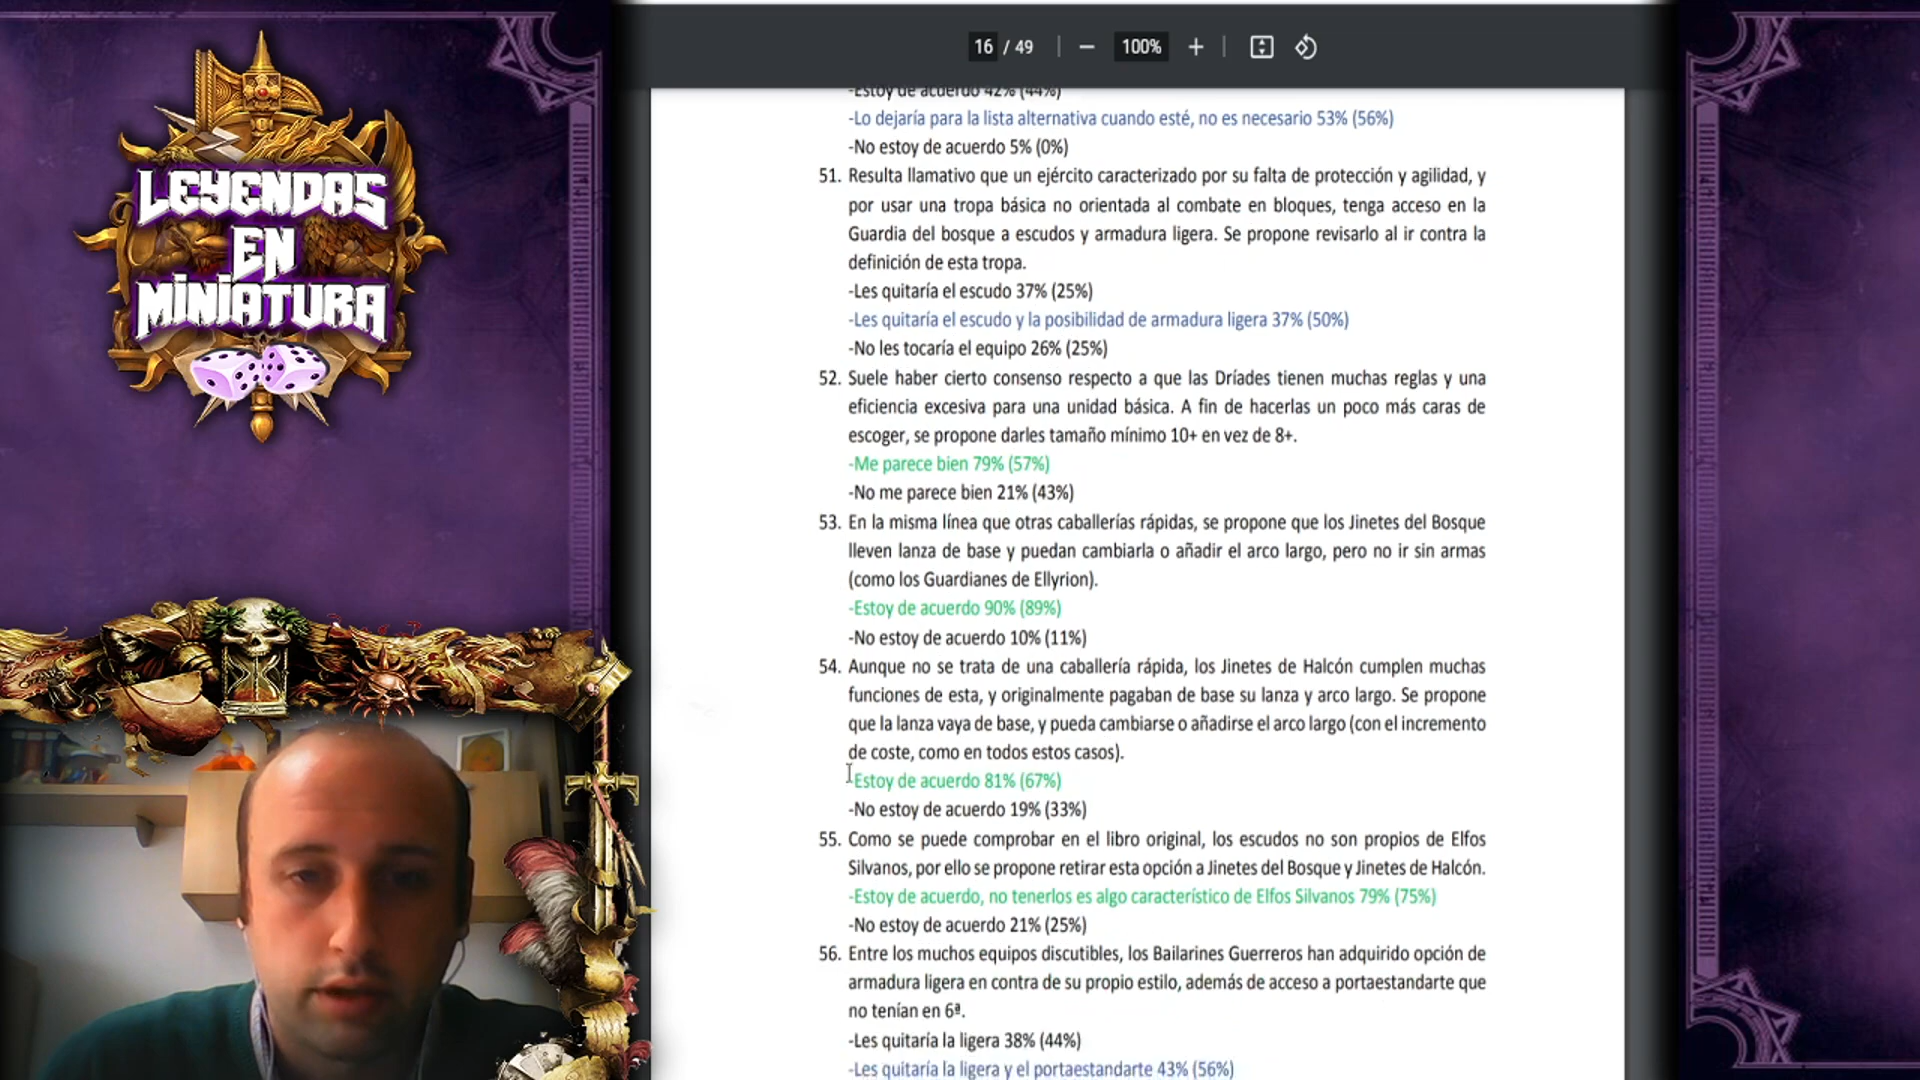 LEYENDAS
EN
MINIATURA
16 / 49
100%
-Estoy de acuerdo 42% (44%)
-Lo dejaría para la lista alternativa cuando esté, no es necesario 53% (56%)
-No estoy de acuerdo 5% (0%)
51. Resulta llamativo que un ejército caracterizado por su falta de protección y agilidad, y
por usar una tropa básica no orientada al combate en bloques, tenga acceso en la
Guardia del bosque a escudos y armadura ligera. Se propone revisarlo al ir contra la
definición de esta tropa.
-Les quitaría el escudo 37% (25%)
-Les quitaría el escudo y la posibilidad de armadura ligera 37% (50%)
-No les tocaría el equipo 26% (25%)
52. Suele haber cierto consenso respecto a que las Dríades tienen muchas reglas y una
eficiencia excesiva para una unidad básica. A fin de hacerlas un poco más caras de
escoger, se propone darles tamaño mínimo 10+ en vez de 8+.
-Me parece bien 79% (57%)
-No me parece bien 21% (43%)
53. En la misma línea que otras caballerías rápidas, se propone que los Jinetes del Bosque
lleven lanza de base y puedan cambiarla o añadir el arco largo, pero no ir sin armas
(como los Guardianes de Ellyrion).
-Estoy de acuerdo 90% (89%)
-No estoy de acuerdo 10% (11%)
54. Aunque no se trata de una caballería rápida, los Jinetes de Halcón cumplen muchas
funciones de esta, y originalmente pagaban de base su lanza y arco largo. Se propone
que la lanza vaya de base, y pueda cambiarse o añadirse el arco largo (con el incremento
de coste, como en todos estos casos).
-Estoy de acuerdo 81% (67%)
-No estoy de acuerdo 19% (33%)
55. Como se puede comprobar en el libro original, los escudos no son propios de Elfos
Silvanos, por ello se propone retirar esta opción a Jinetes del Bosque y Jinetes de Halcón.
-Estoy de acuerdo, no tenerlos es algo característico de Elfos Silvanos 79% (75%)
-No estoy de acuerdo 21% (25%)
56. Entre los muchos equipos discutibles, los Bailarines Guerreros han adquirido opción de
armadura ligera en contra de su propio estilo, además de acceso a portaestandarte que
no tenían en 6ª.
-Les quitaría la ligera 38% (44%)
-Les quitaría la ligera y el portaestandarte 43% (56%)